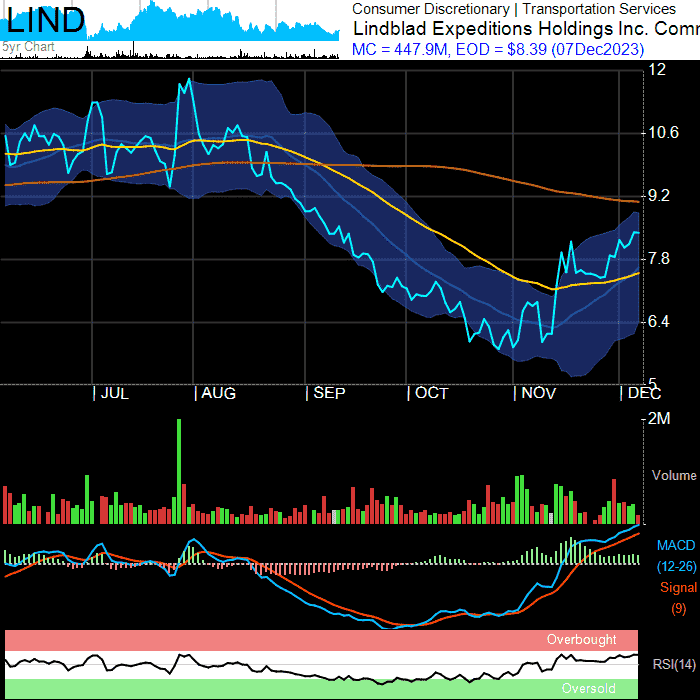 LIND
5yr Chart
Consumer Discretionary | Transportation Services
Lindblad Expeditions Holdings Inc. Comm
MC = 447.9M, EOD = $8.39 (07Dec2023)
12
10.6
9.2
7.8
6.4
5
JUL AUG SEP OCT NOV DEC
2M
Volume
MACD
(12-26)
Signal
(9)
Overbought
RSI(14)
Oversold